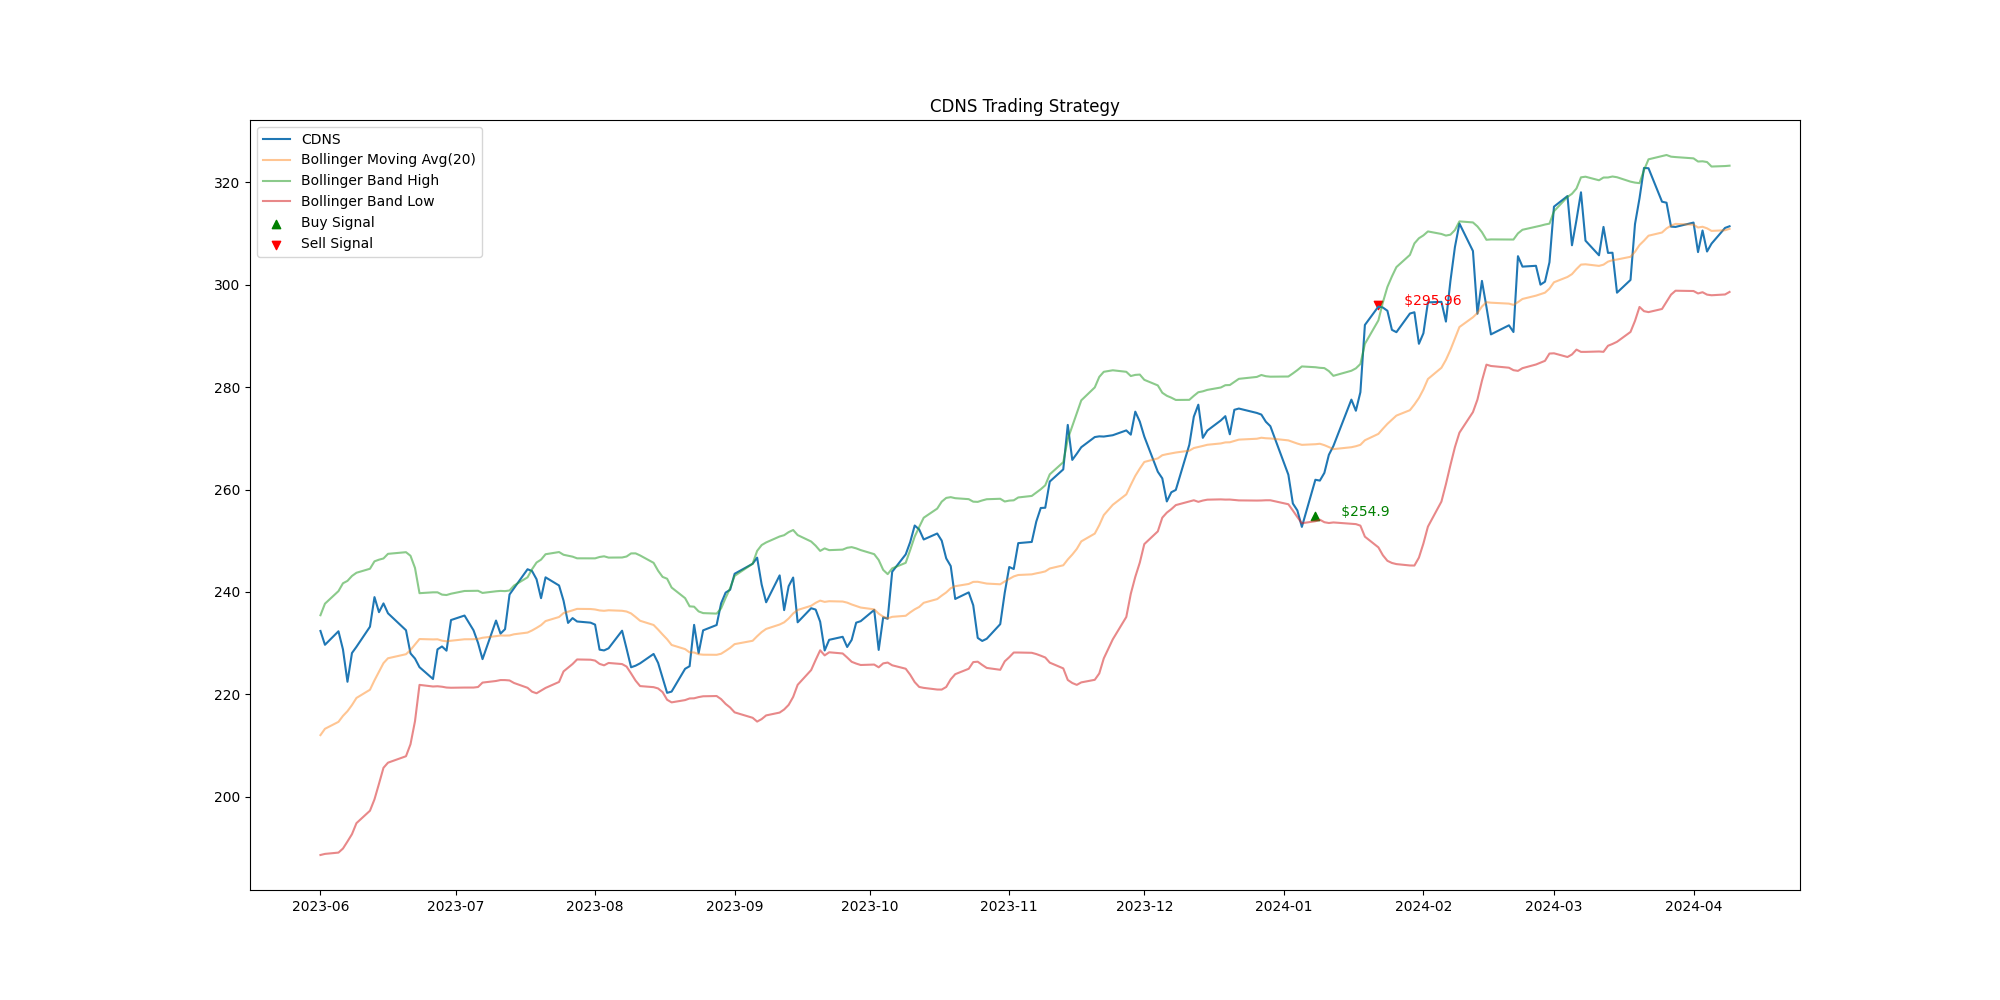 CDNS Trading Strategy
CDNS
Bollinger Moving Avg(20)
Bollinger Band High
Bollinger Band Low
Buy Signal
Sell Signal
320
300
280
260
240
220
200
$295.96
$254.9
2023-06 2023-07 2023-08 2023-09 2023-10 2023-11 2023-12 2024-01 2024-02 2024-03 2024-04